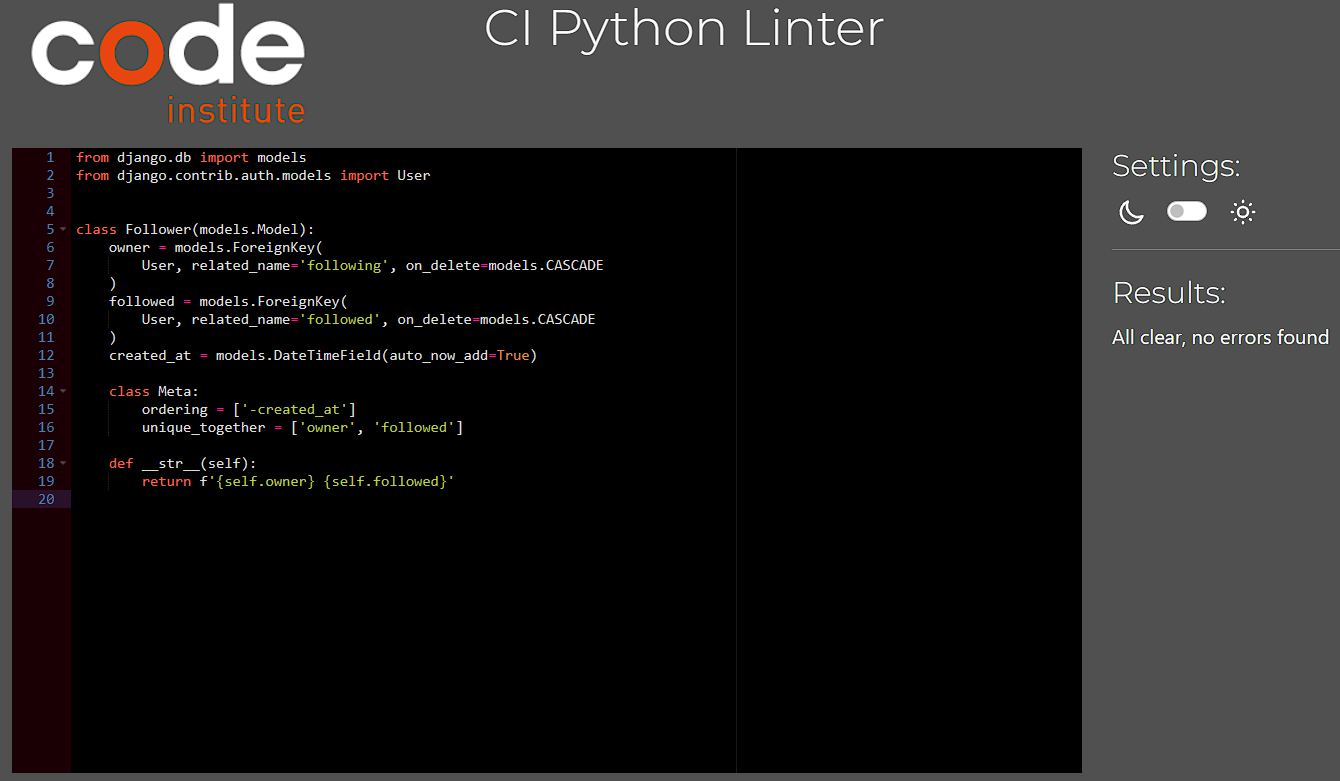 code
institute
CI Python Linter
1 from django.db import models
2 from django.contrib.auth.models import User
3
4
5 class Follower(models.Model):
6     owner = models.ForeignKey(
7         User, related_name='following', on_delete=models.CASCADE
8     )
9     followed = models.ForeignKey(
10         User, related_name='followed', on_delete=models.CASCADE
11     )
12     created_at = models.DateTimeField(auto_now_add=True)
13
14     class Meta:
15         ordering = ['-created_at']
16         unique_together = ['owner', 'followed']
17
18     def __str__(self):
19         return f'{self.owner} {self.followed}'
20
Settings:
Results:
All clear, no errors found